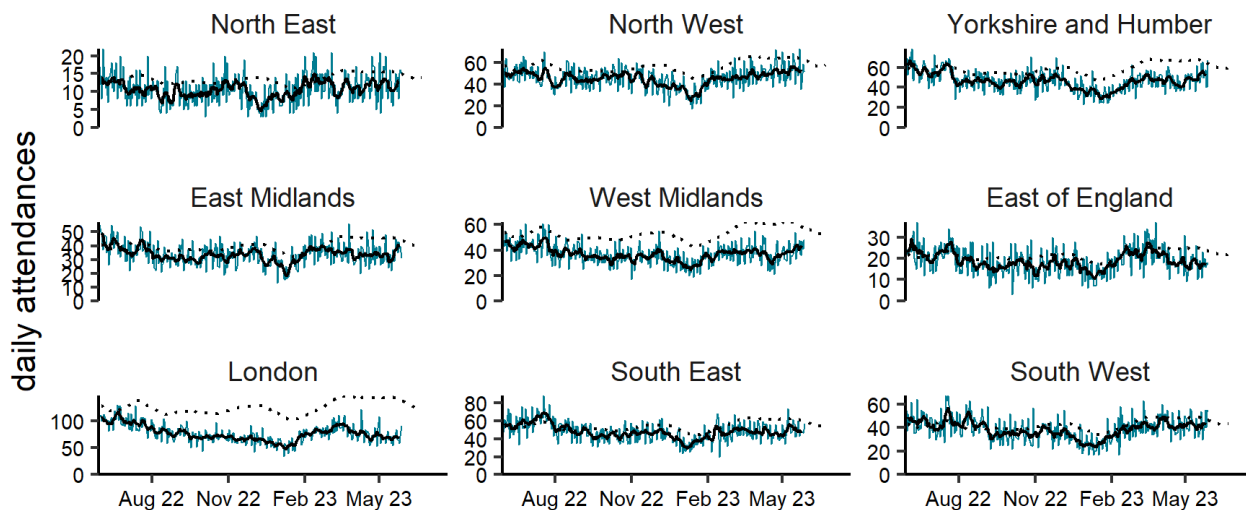 North East North West Yorkshire and Humber
20 60 60
15 40 40
10 20 20
5 0 0
0
daily attendances
East Midlands West Midlands East of England
50 60 30
40 40 20
30 20 10
20 0 0
10
0
London South East South West
100 80 60
50 60 40
0 40 20
20 0
0
Aug 22 Nov 22 Feb 23 May 23 Aug 22 Nov 22 Feb 23 May 23 Aug 22 Nov 22 Feb 23 May 23